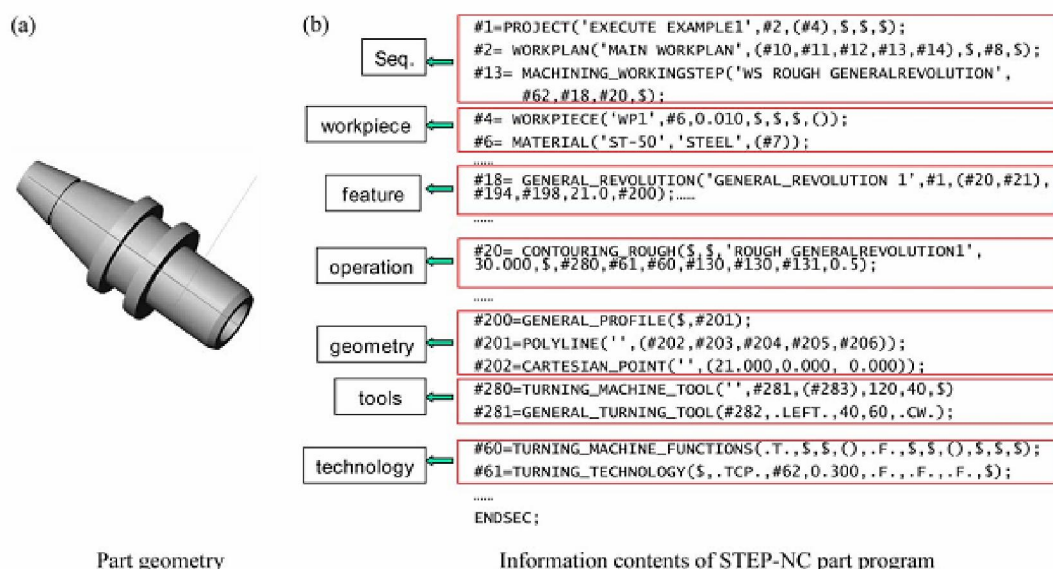 (a)
(b)
Seq.
#1=PROJECT('EXECUTE EXAMPLE1',#2,(#4),$,$,$);
#2= WORKPLAN('MAIN WORKPLAN',(#10,#11,#12,#13,#14),$,#8,$);
#13= MACHINING_WORKINGSTEP('WS ROUGH GENERALREVOLUTION',
#62,#18,#20,$);
workpiece
#4= WORKPIECE('WP1',#6,0.010,$,$,$,());
#6= MATERIAL('ST-50','STEEL',(#7));
......
feature
#18= GENERAL_REVOLUTION('GENERAL_REVOLUTION 1',#1,(#20,#21),
#194,#198,21.0,#200);......
......
operation
#20= CONTOURING_ROUGH($,$,'ROUGH GENERALREVOLUTION1',
30.000,$,#280,#61,#60,#130,#130,#131,0.5);
......
geometry
#200=GENERAL_PROFILE($,#201);
#201=POLYLINE('',(#202,#203,#204,#205,#206));
#202=CARTESIAN_POINT('',(21.000,0.000, 0.000));
tools
#280=TURNING_MACHINE_TOOL('',#281,(#283),120,40,$)
#281=GENERAL_TURNING_TOOL(#282,.LEFT.,40,60,.CW.);
technology
#60=TURNING_MACHINE_FUNCTIONS(.T.,$,$,(),.F.,$,$,(),$,$,$);
#61=TURNING_TECHNOLOGY($,.TCP.,#62,0.300,.F.,.F.,.F.,$);
......
ENDSEC;
Part geometry
Information contents of STEP-NC part program